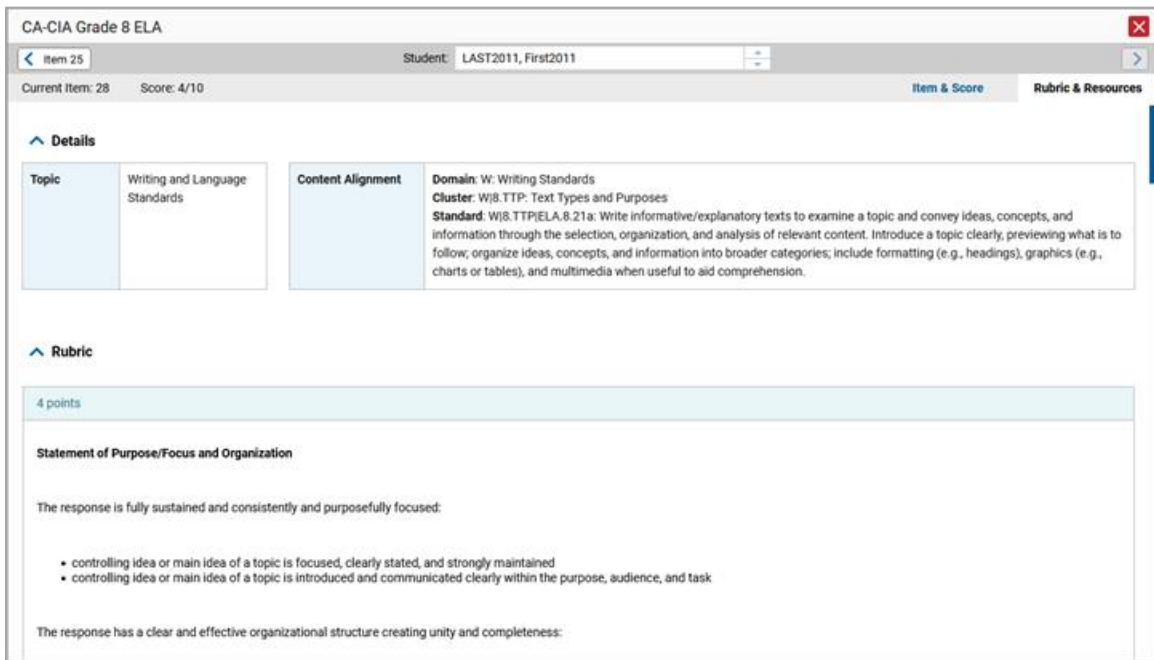 CA-CIA Grade 8 ELA
Item 25
Student: LAST2011, First2011
Current Item: 28 Score: 4/10 Item & Score Rubric & Resources
Details
Topic
Writing and Language
Standards
Content Alignment
Domain: W: Writing Standards
Cluster: W|8.TTP: Text Types and Purposes
Standard: W|8.TTP|ELA.8.21a: Write informative/explanatory texts to examine a topic and convey ideas, concepts, and
information through the selection, organization, and analysis of relevant content. Introduce a topic clearly, previewing what is to
follow; organize ideas, concepts, and information into broader categories; include formatting (e.g., headings), graphics (e.g.,
charts or tables), and multimedia when useful to aid comprehension.
Rubric
4 points
Statement of Purpose/Focus and Organization
The response is fully sustained and consistently and purposefully focused:
• controlling idea or main idea of a topic is focused, clearly stated, and strongly maintained
• controlling idea or main idea of a topic is introduced and communicated clearly within the purpose, audience, and task
The response has a clear and effective organizational structure creating unity and completeness: